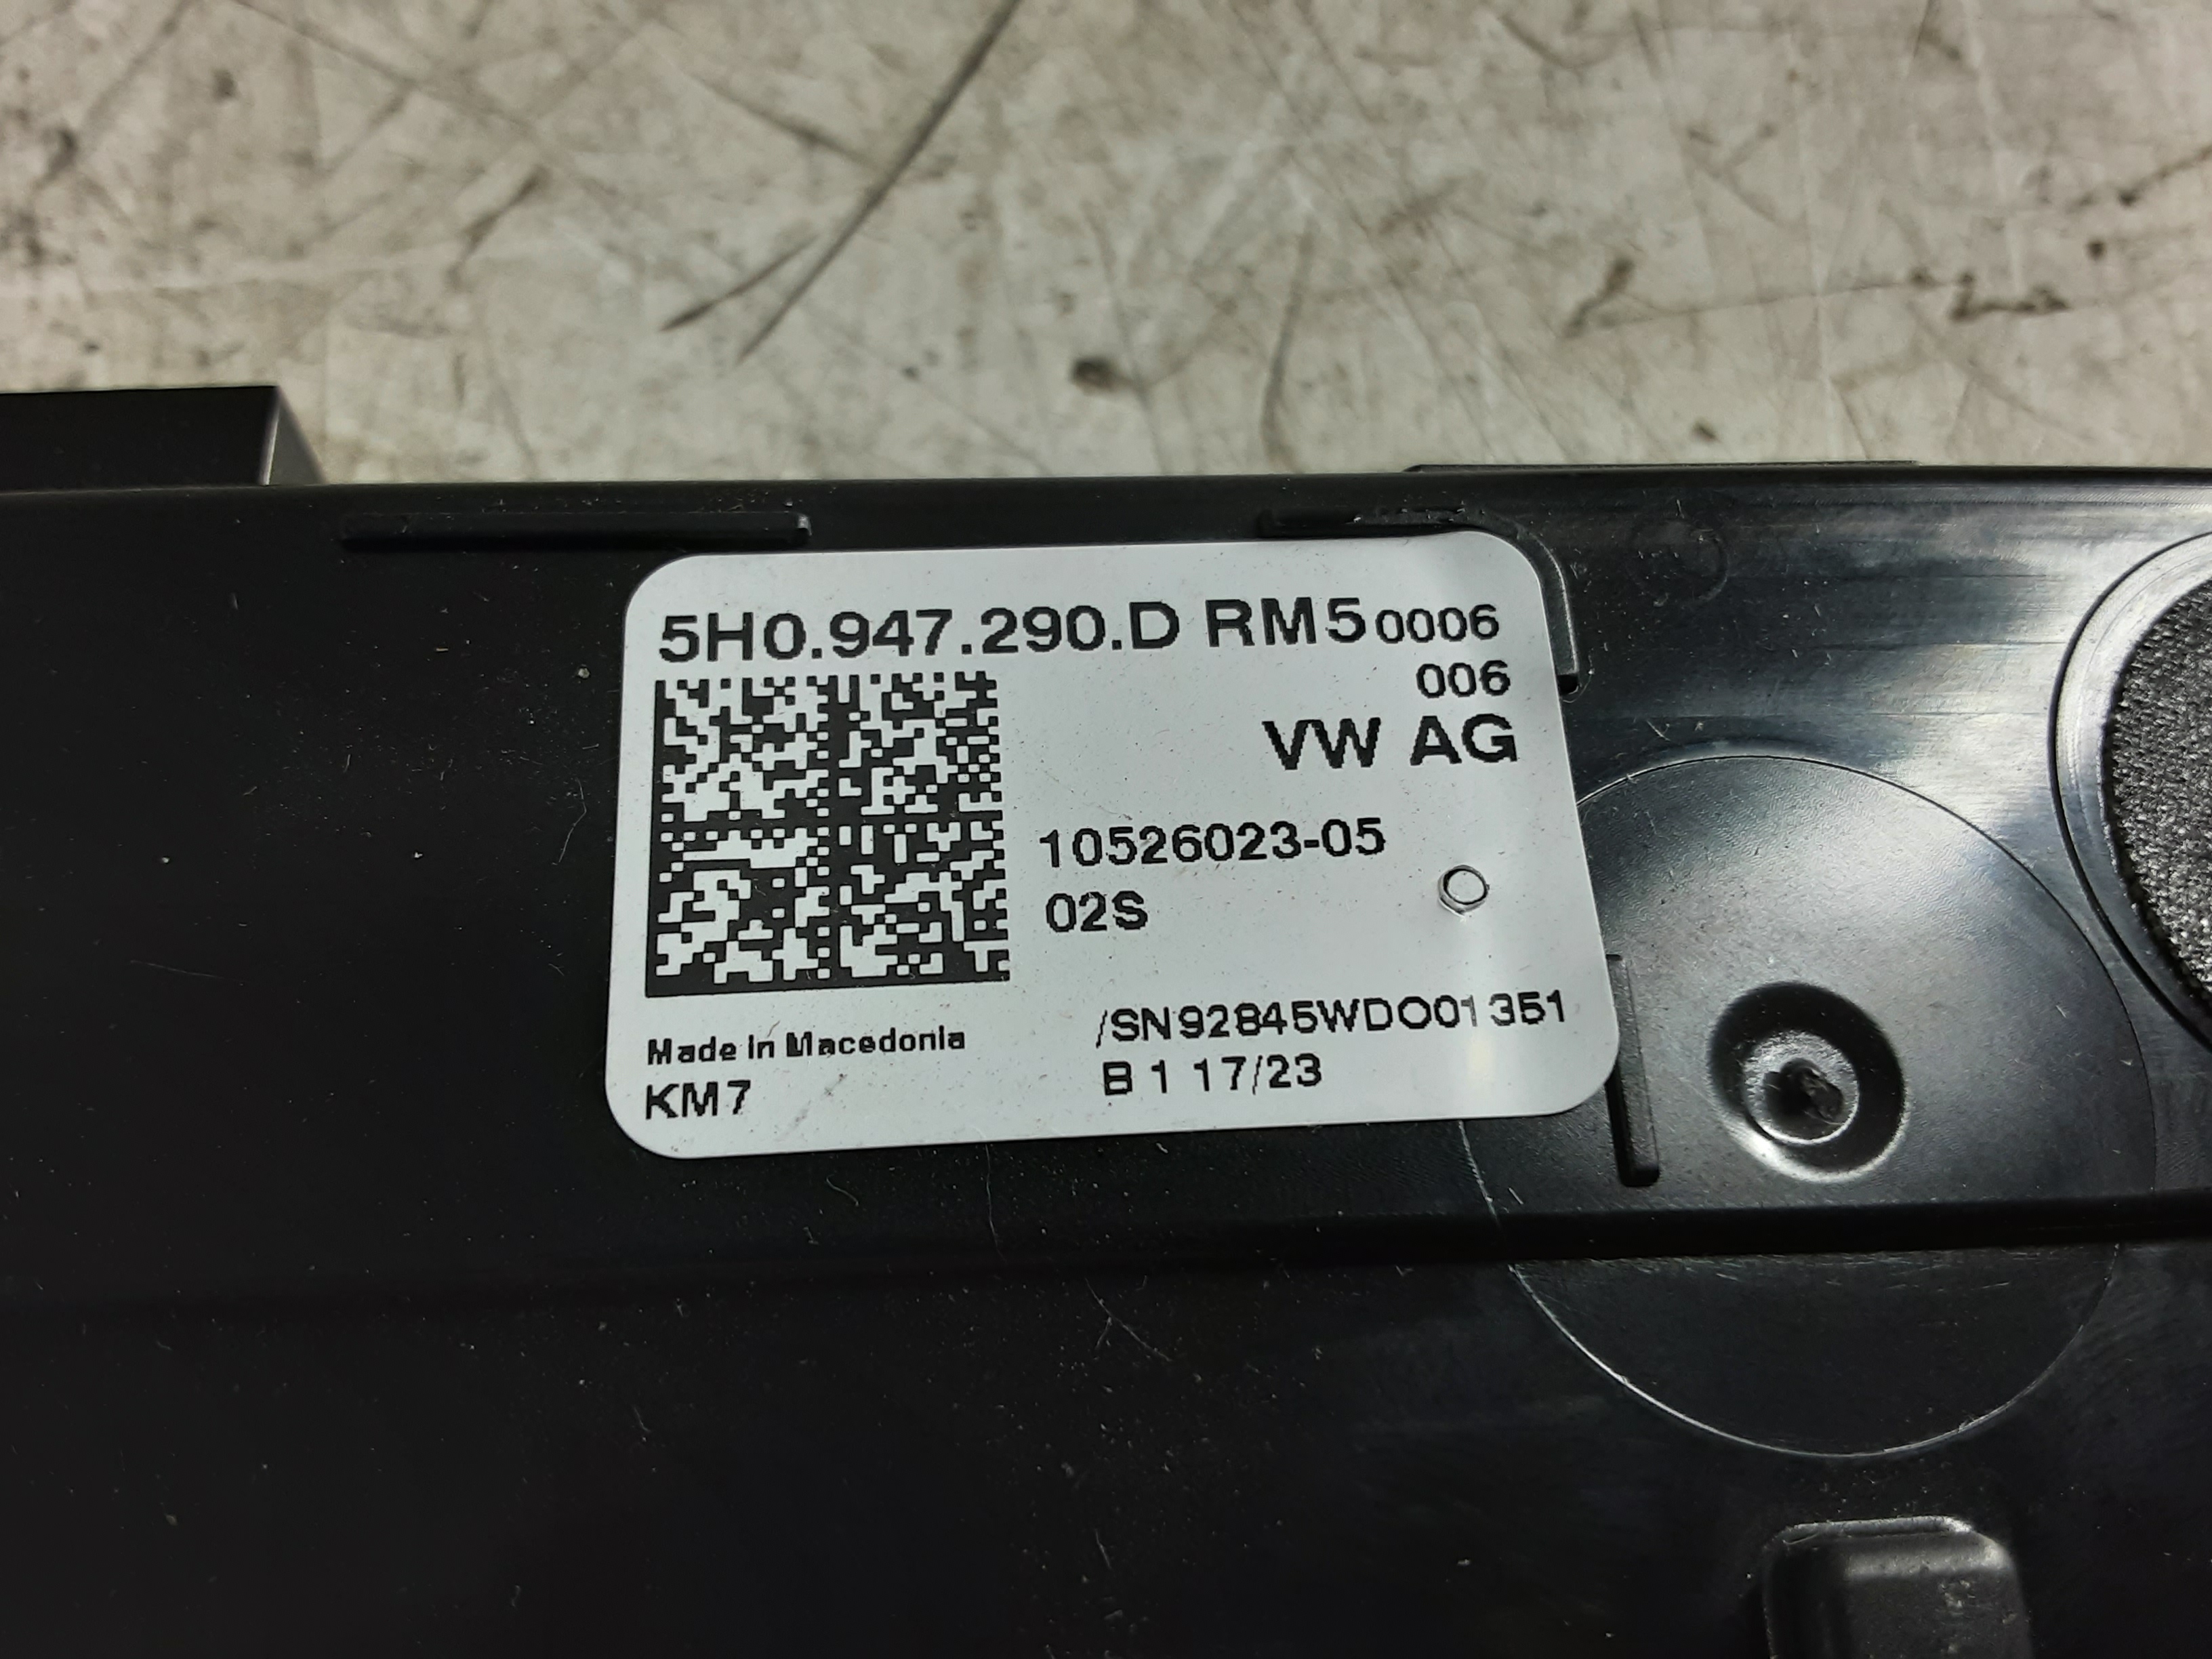 5H0.947.290.D RM5 0006
006
VW AG
10526023-05
02S
/SN92845WDO01351
B 1 17/23
Made in Macedonia
KM7